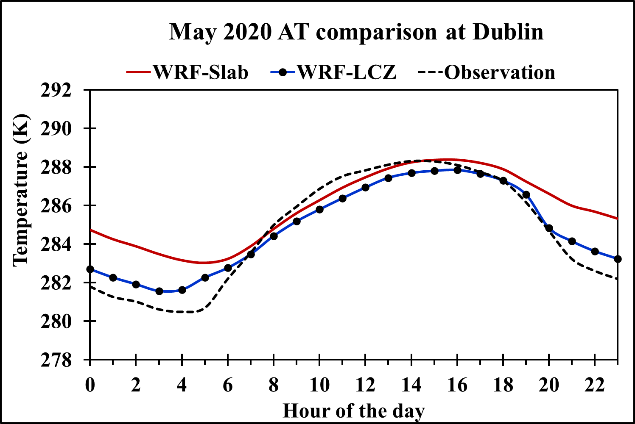 May 2020 AT comparison at Dublin
WRF-Slab WRF-LCZ Observation
292
290
288
286
284
282
280
278
Temperature (K)
0 2 4 6 8 10 12 14 16 18 20 22
Hour of the day